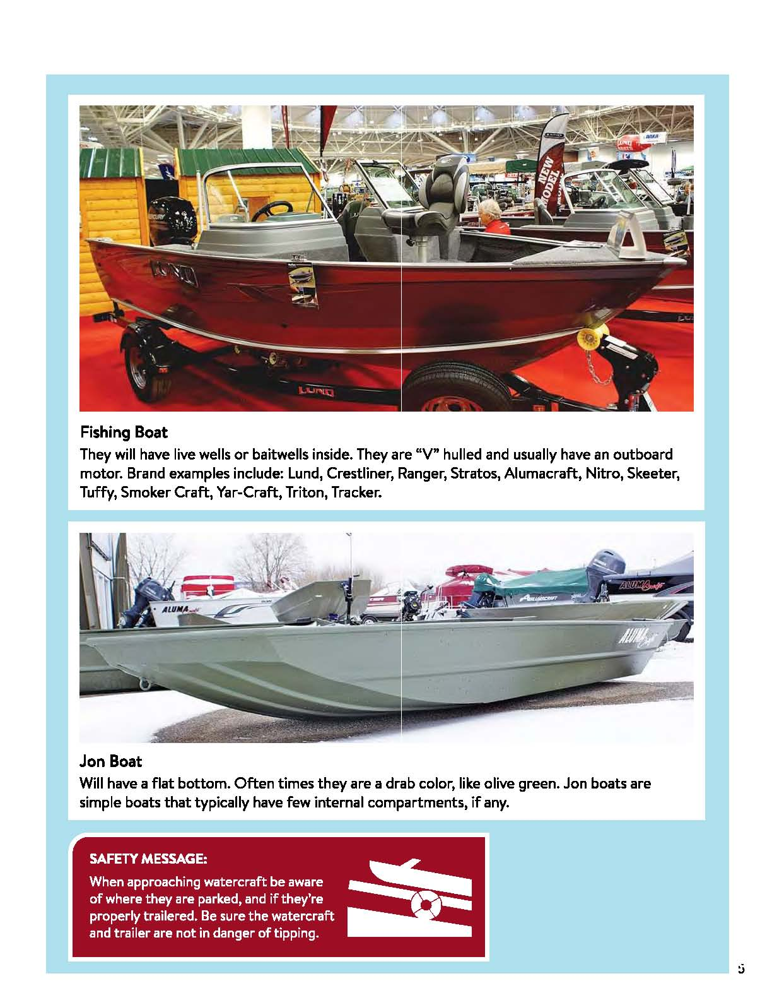 MERCURY
NEW
MODEL
LUND
LUND
Fishing Boat
They will have live wells or baitwells inside. They are “V” hulled and usually have an outboard
motor. Brand examples include: Lund, Crestliner, Ranger, Stratos, Alumacraft, Nitro, Skeeter,
Tuffy, Smoker Craft, Yar-Craft, Triton, Tracker.
ALUMAcraft
ALUMACRAFT
ALUMAcraft
ALUMA
Craft
Jon Boat
Will have a flat bottom. Often times they are a drab color, like olive green. Jon boats are
simple boats that typically have few internal compartments, if any.
SAFETY MESSAGE:
When approaching watercraft be aware
of where they are parked, and if they’re
properly trailered. Be sure the watercraft
and trailer are not in danger of tipping.